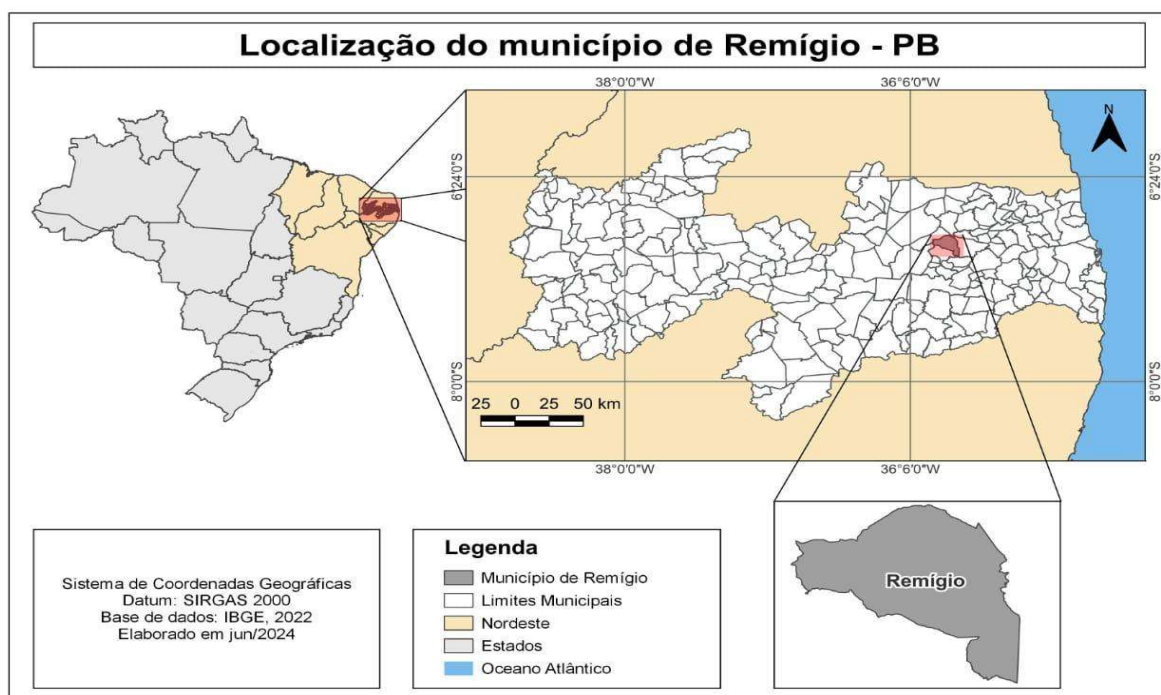 Localização do município de Remígio - PB
38°0'0"W
36°6'0"W
N
6°24'0"S
6°24'0"S
8°0'0"S
8°0'0"S
25 0 25 50 km
38°0'0"W
36°6'0"W
Sistema de Coordenadas Geográficas
Datum: SIRGAS 2000
Base de dados: IBGE, 2022
Elaborado em jun/2024
Legenda
Município de Remígio
Limites Municipais
Nordeste
Estados
Oceano Atlântico
Remígio